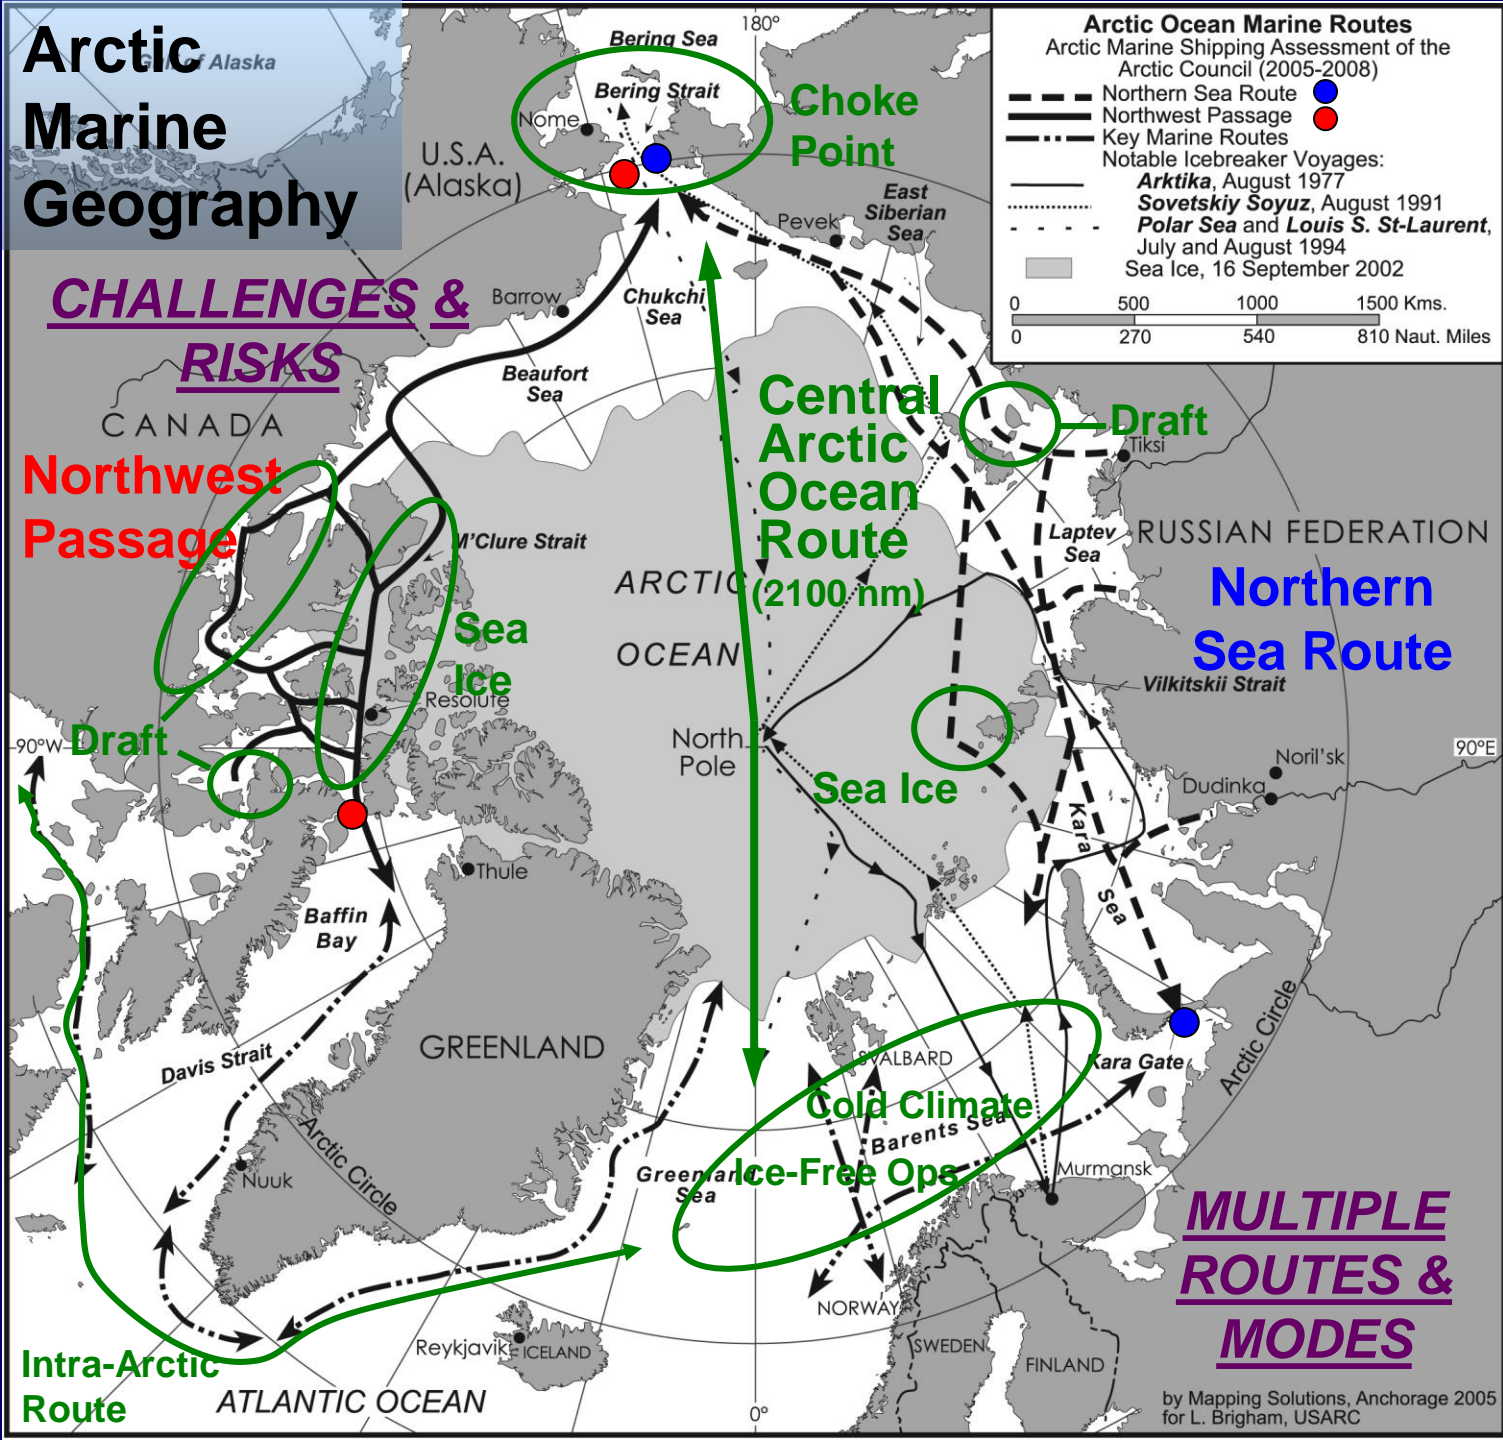 Arctic
Marine
Geography
Gulf of Alaska
CHALLENGES &
RISKS
180°
Bering Sea
Bering Strait
Nome
Choke
Point
U.S.A.
(Alaska)
East
Siberian
Sea
Pevek
Arctic Ocean Marine Routes
Arctic Marine Shipping Assessment of the
Arctic Council (2005-2008)
Northern Sea Route
Northwest Passage
Key Marine Routes
Notable Icebreaker Voyages:
Arktika, August 1977
Sovetskiy Soyuz, August 1991
Polar Sea and Louis S. St-Laurent,
July and August 1994
Sea Ice, 16 September 2002
0 500 1000 1500 Kms.
0 270 540 810 Naut. Miles
Barrow
Chukchi
Sea
Beaufort
Sea
CANADA
Northwest
Passage
Central
Arctic
Ocean
Route
(2100 nm)
Draft
Tiksi
Laptev
Sea
RUSSIAN FEDERATION
Northern
Sea Route
M'Clure Strait
ARCTIC
OCEAN
Sea
Ice
Resolute
Vilkitskii Strait
Draft
90°W
North
Pole
Sea Ice
90°E
Noril'sk
Dudinka
Kara
Sea
Thule
Baffin
Bay
Davis Strait
GREENLAND
SVALBARD
Kara Gate
Arctic Circle
Cold Climate
Barents Sea
Ice-Free Ops
Greenland
Sea
Murmansk
Arctic Circle
Nuuk
MULTIPLE
ROUTES &
MODES
NORWAY
SWEDEN
FINLAND
Reykjavik
ICELAND
Intra-Arctic
Route
ATLANTIC OCEAN
0°
by Mapping Solutions, Anchorage 2005
for L. Brigham, USARC